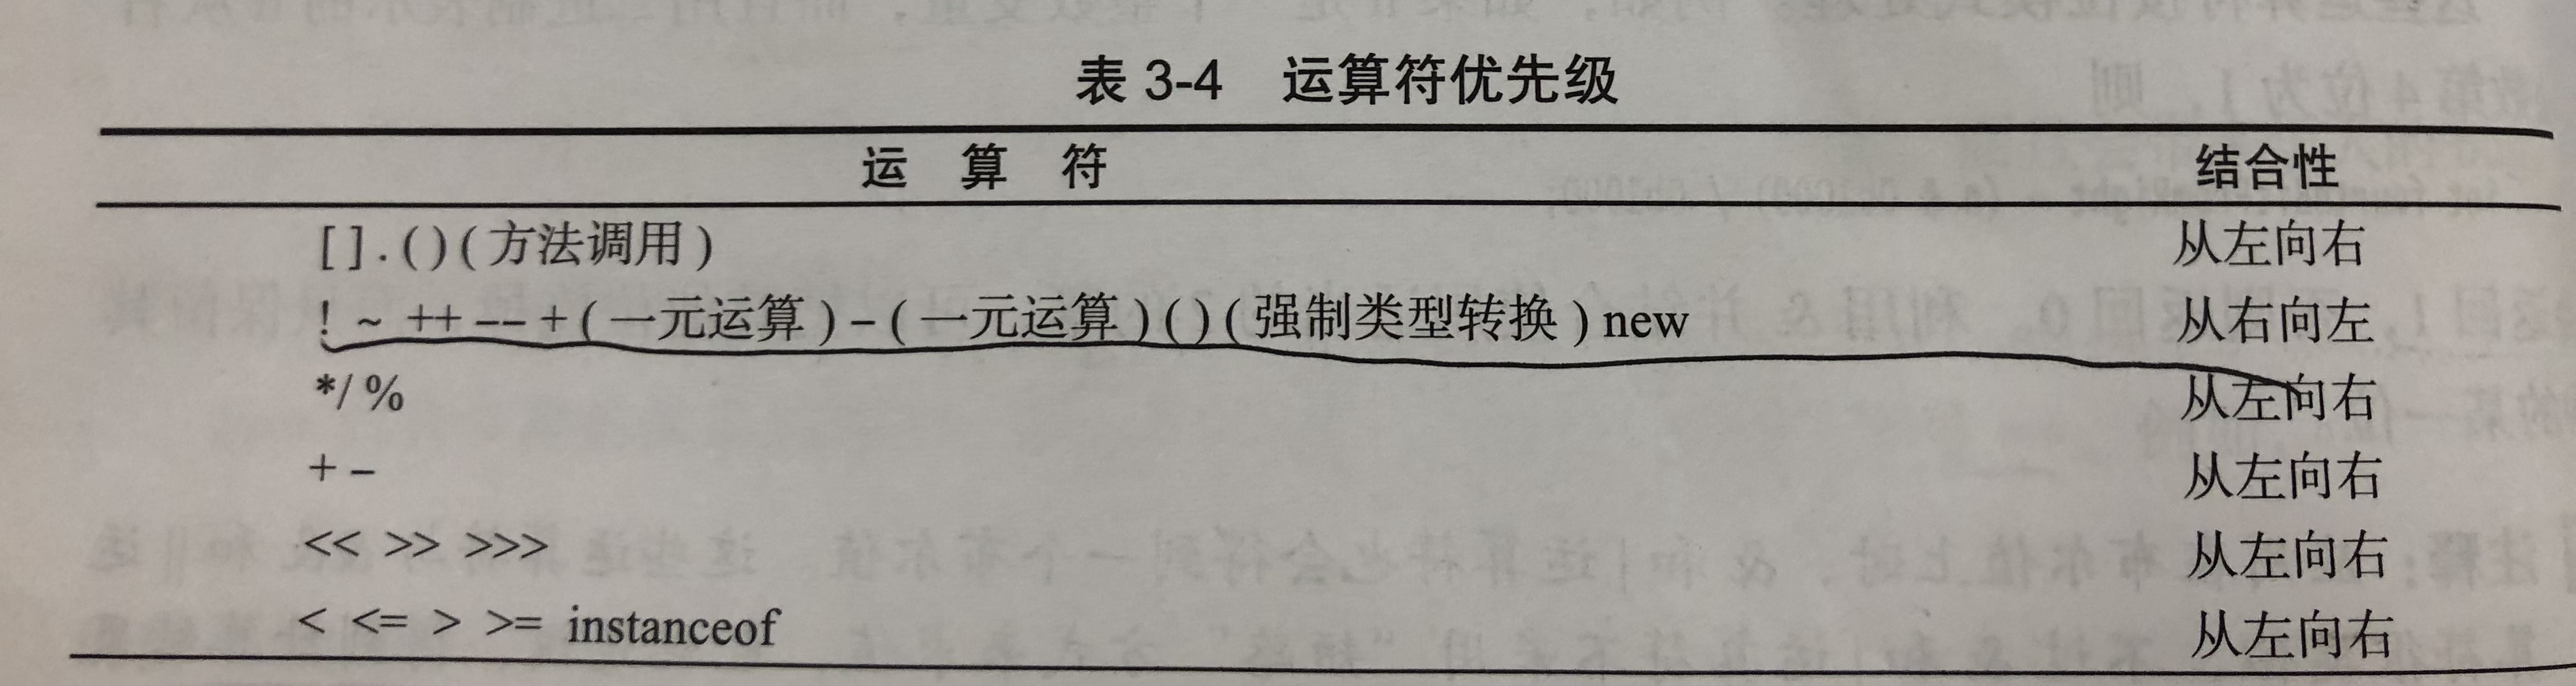 表 3-4 运算符优先级
运 算 符 结合性
[ ] . ( ) ( 方法调用 ) 从左向右
! ~ ++ -- + ( 一元运算 ) – ( 一元运算 ) ( ) ( 强制类型转换 ) new 从右向左
*/ % 从左向右
+ – 从左向右
<< >> >>> 从左向右
< <= > >= instanceof 从左向右